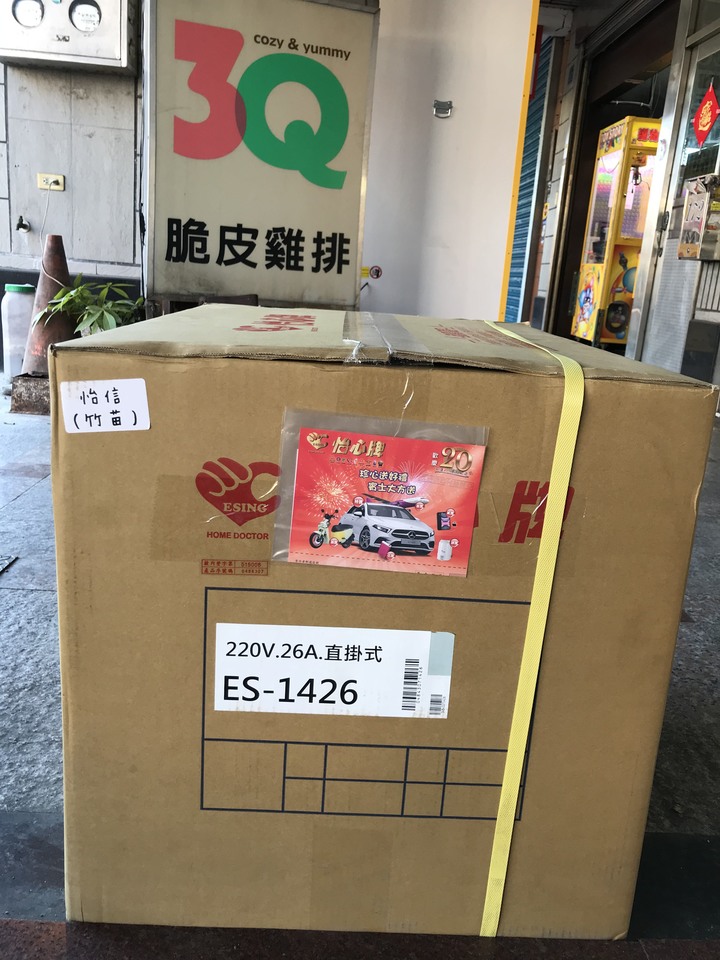 cozy & yummy
3Q
脆皮雞排
怡信
(竹苗)
怡心牌
20
珍心送好禮
賓士大方送
ESING
HOME DOCTOR
牌
220V.26A.直掛式
ES-1426